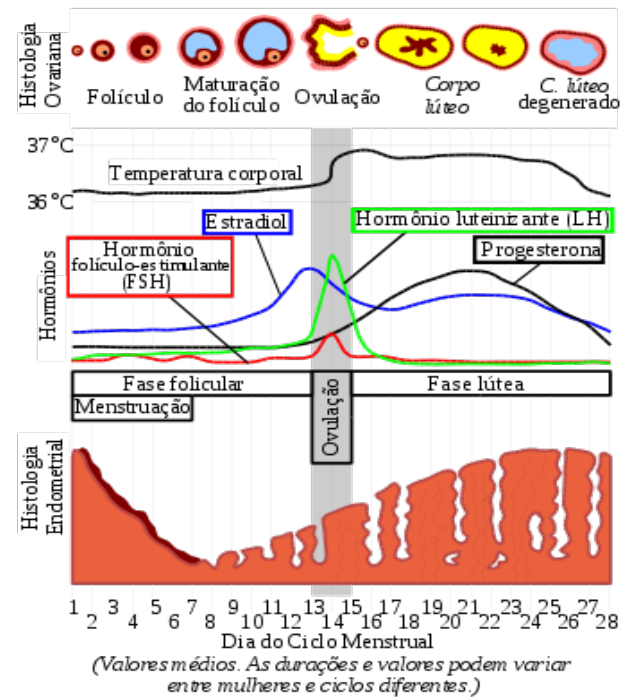 Histologia
Ovariana
Folículo
Maturação
do folículo
Ovulação
Corpo
lúteo
C. lúteo
degenerado
37°C
Temperatura corporal
36°C
Hormônios
Estradiol
Hormônio luteinizante (LH)
Hormônio
folículo-estimulante
(FSH)
Progesterona
Fase folicular
Ovulação
Fase lútea
Menstruação
Histologia
Endometrial
1 3 5 7 9 11 13 15 17 19 21 23 25 27
2 4 6 8 10 12 14 16 18 20 22 24 26 28
Dia do Ciclo Menstrual
(Valores médios. As durações e valores podem variar
entre mulheres e ciclos diferentes.)